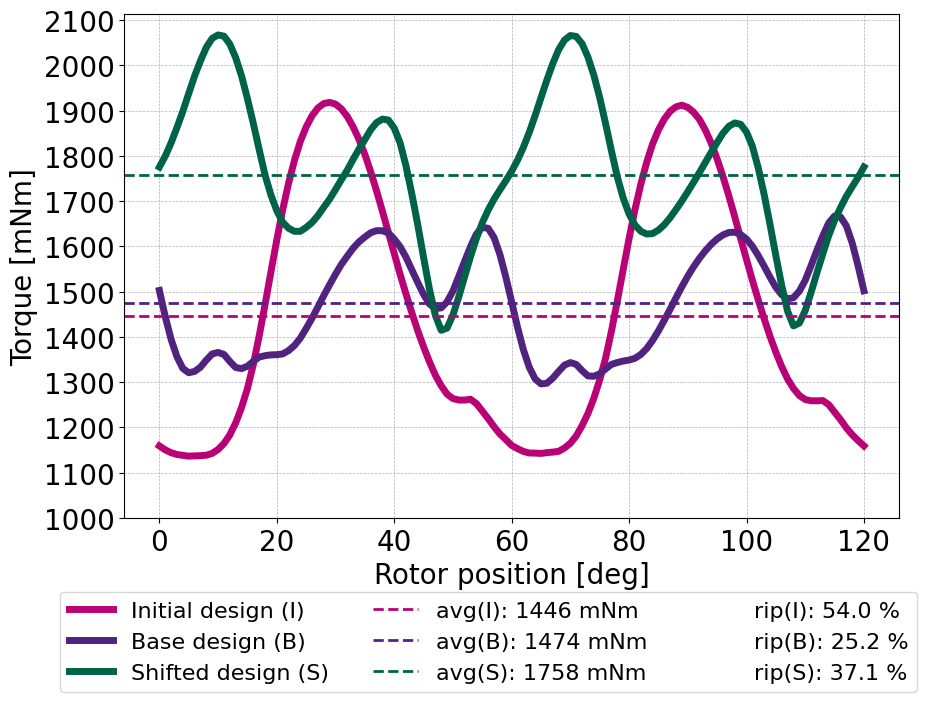 2100
2000
1900
1800
1700
1600
1500
1400
1300
1200
1100
1000
Torque [mNm]
0 20 40 60 80 100 120
Rotor position [deg]
Initial design (I) avg(I): 1446 mNm rip(I): 54.0 %
Base design (B) avg(B): 1474 mNm rip(B): 25.2 %
Shifted design (S) avg(S): 1758 mNm rip(S): 37.1 %